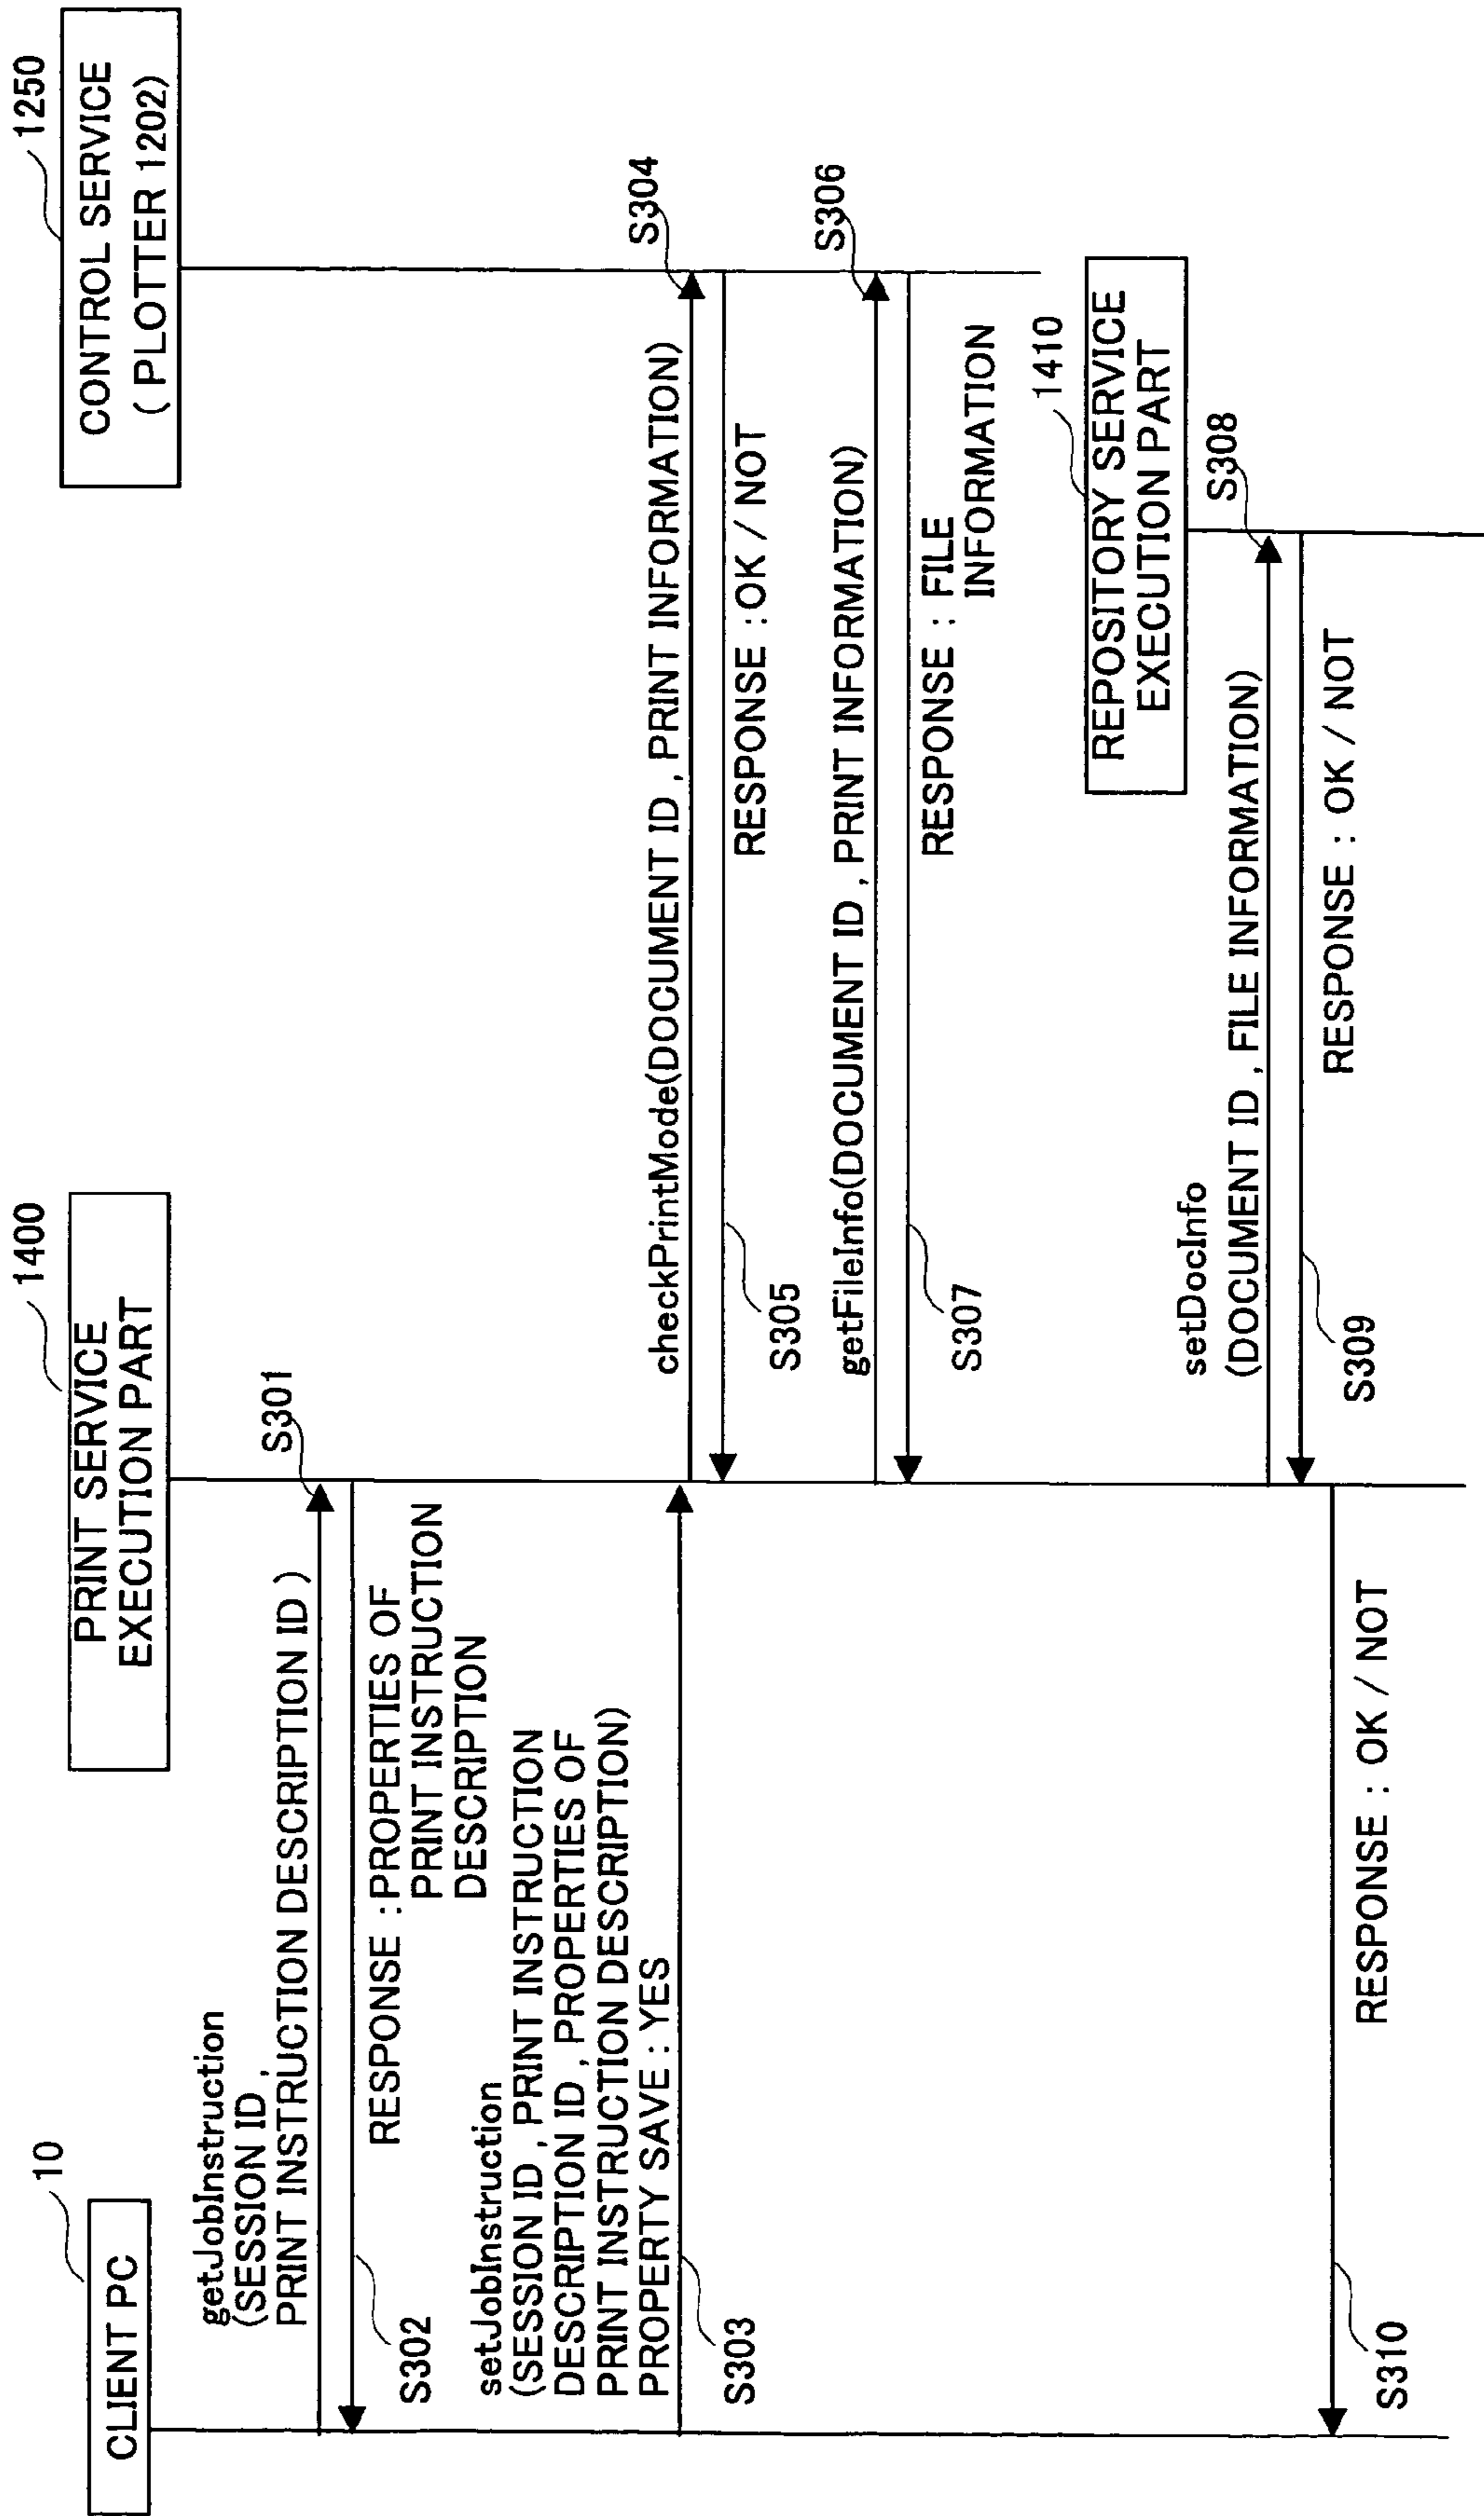 10
CLIENT PC
1400
PRINT SERVICE
EXECUTION PART
1250
CONTROL SERVICE
( PLOTTER 1202)
getJobInstruction
(SESSION ID ,
PRINT INSTRUCTION DESCRIPTION ID )
S301
RESPONSE :PROPERTIES OF
PRINT INSTRUCTION
DESCRIPTION
S302
setJobInstruction
(SESSION ID , PRINT INSTRUCTION
DESCRIPTION ID , PROPERTIES OF
PRINT INSTRUCTION DESCRIPTION)
PROPERTY SAVE : YES
S303
checkPrintMode(DOCUMENT ID , PRINT INFORMATION)
S304
RESPONSE : OK / NOT
S305
getFileInfo(DOCUMENT ID , PRINT INFORMATION)
S306
RESPONSE : FILE
INFORMATION
S307
1410
REPOSITORY SERVICE
EXECUTION PART
setDocInfo
(DOCUMENT ID , FILE INFORMATION)
S308
RESPONSE : OK / NOT
S309
RESPONSE : OK / NOT
S310